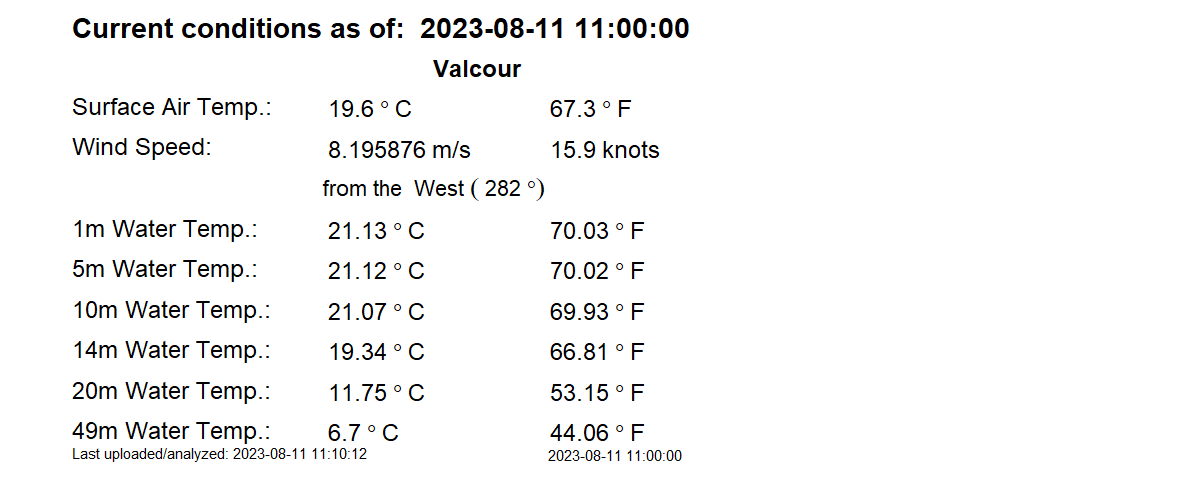 Current conditions as of: 2023-08-11 11:00:00
Valcour
Surface Air Temp.: 19.6 ° C 67.3 ° F
Wind Speed: 8.195876 m/s 15.9 knots
from the West ( 282 °)
1m Water Temp.: 21.13 ° C 70.03 ° F
5m Water Temp.: 21.12 ° C 70.02 ° F
10m Water Temp.: 21.07 ° C 69.93 ° F
14m Water Temp.: 19.34 ° C 66.81 ° F
20m Water Temp.: 11.75 ° C 53.15 ° F
49m Water Temp.: 6.7 ° C 44.06 ° F
Last uploaded/analyzed: 2023-08-11 11:10:12 2023-08-11 11:00:00